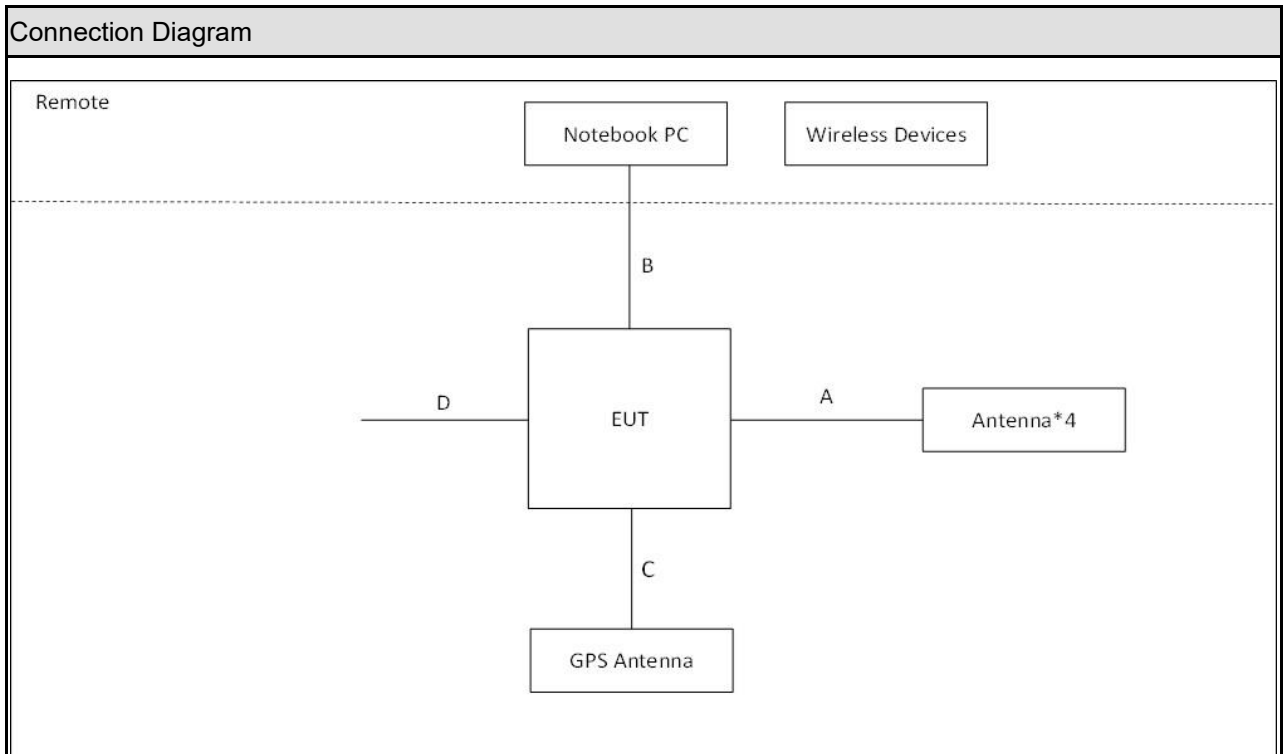 Connection Diagram
Remote
Notebook PC
Wireless Devices
B
D
EUT
A
Antenna*4
C
GPS Antenna